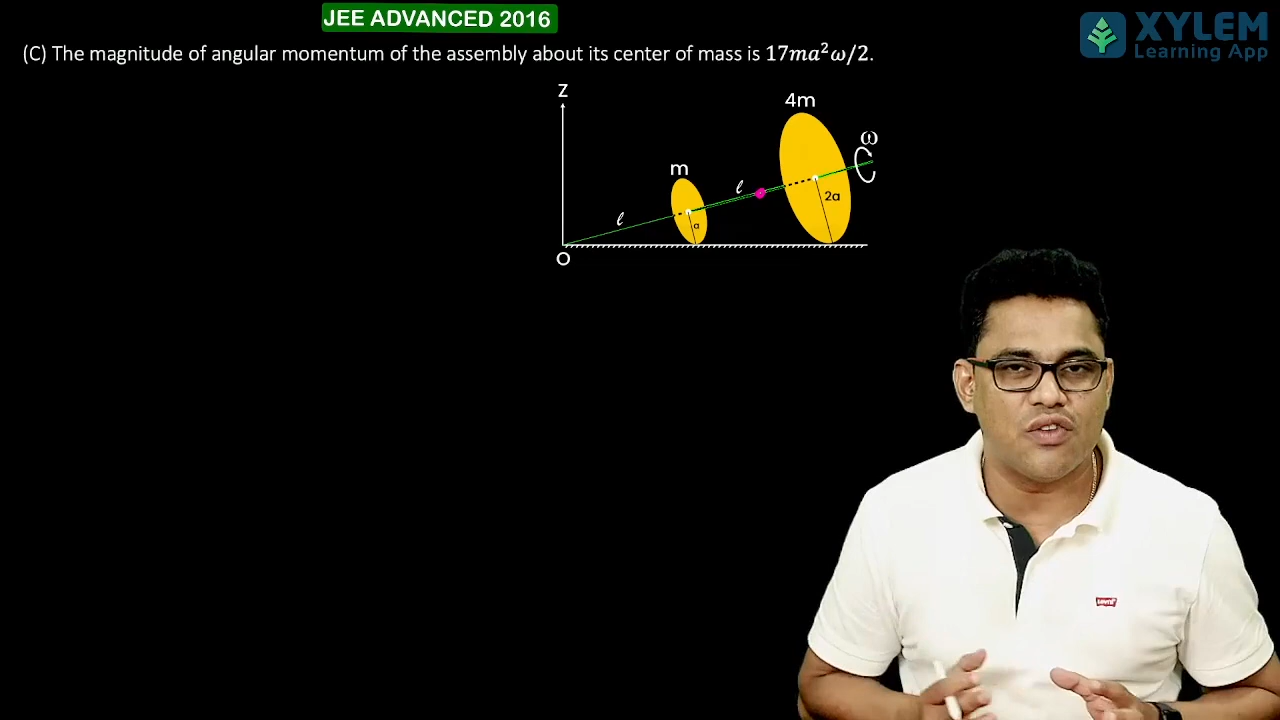 JEE ADVANCED 2016
XYLEM
Learning App
(C) The magnitude of angular momentum of the assembly about its center of mass is 17ma²ω/2.
Z
4m
ω
m
ℓ
2a
ℓ
a
O